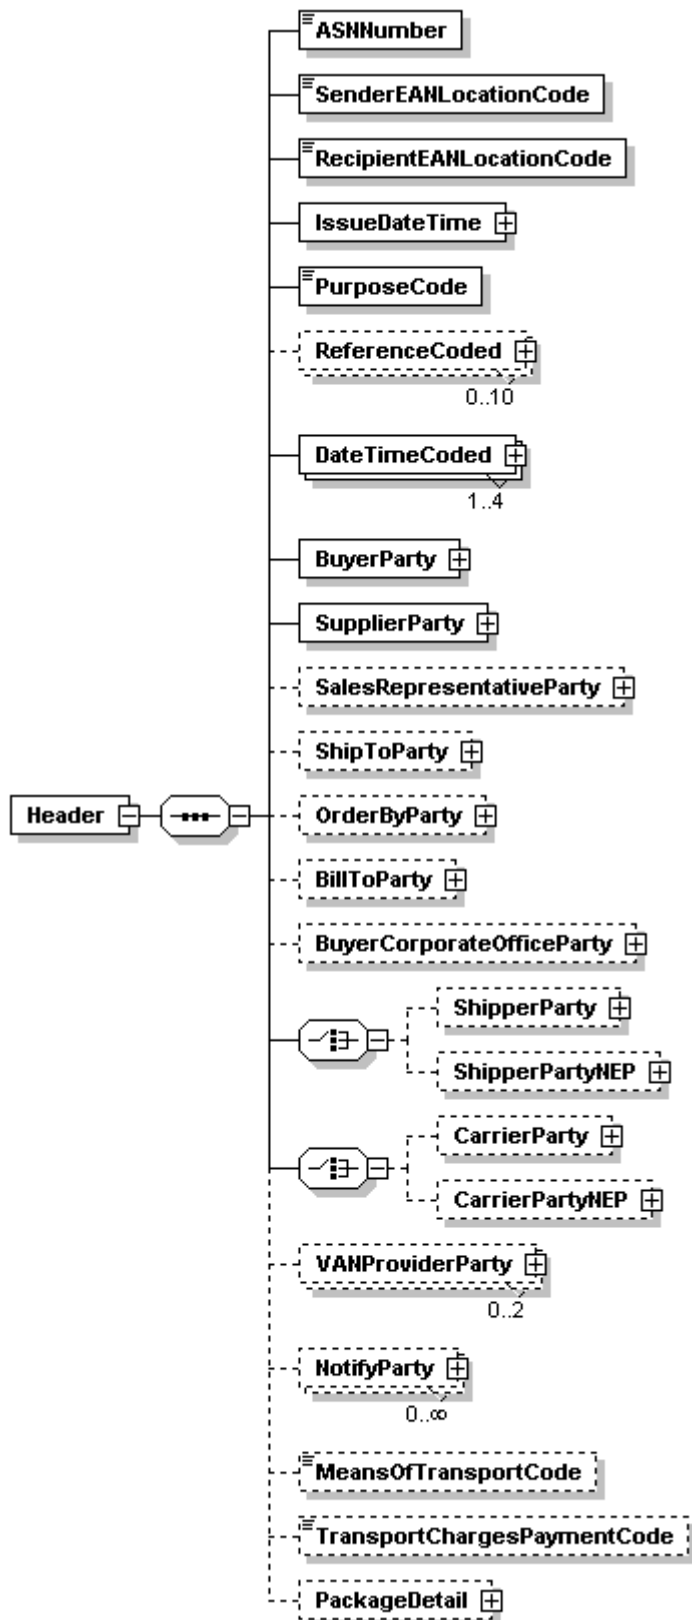 ASNNumber
SenderEANLocationCode
RecipientEANLocationCode
IssueDateTime
PurposeCode
ReferenceCoded
0..10
DateTimeCoded
1..4
BuyerParty
SupplierParty
SalesRepresentativeParty
ShipToParty
Header
OrderByParty
BillToParty
BuyerCorporateOfficeParty
ShipperParty
ShipperPartyNEP
CarrierParty
CarrierPartyNEP
VANProviderParty
0..2
NotifyParty
0..∞
MeansOfTransportCode
TransportChargesPaymentCode
PackageDetail